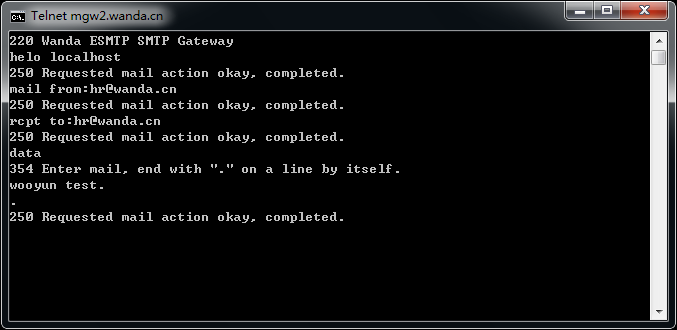 Telnet mgw2.wanda.cn
220 Wanda ESMTP SMTP Gateway
helo localhost
250 Requested mail action okay, completed.
mail from:hr@wanda.cn
250 Requested mail action okay, completed.
rcpt to:hr@wanda.cn
250 Requested mail action okay, completed.
data
354 Enter mail, end with "." on a line by itself.
wooyun test.
.
250 Requested mail action okay, completed.